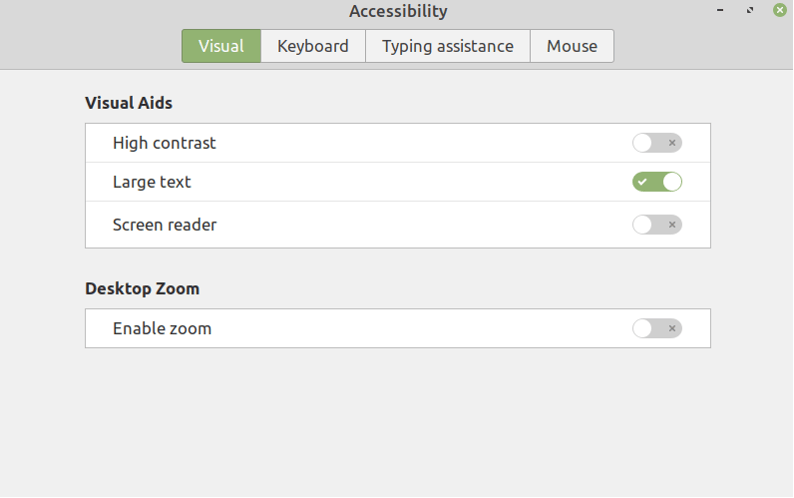 Accessibility
Visual Keyboard Typing assistance Mouse
Visual Aids
High contrast
Large text
Screen reader
Desktop Zoom
Enable zoom